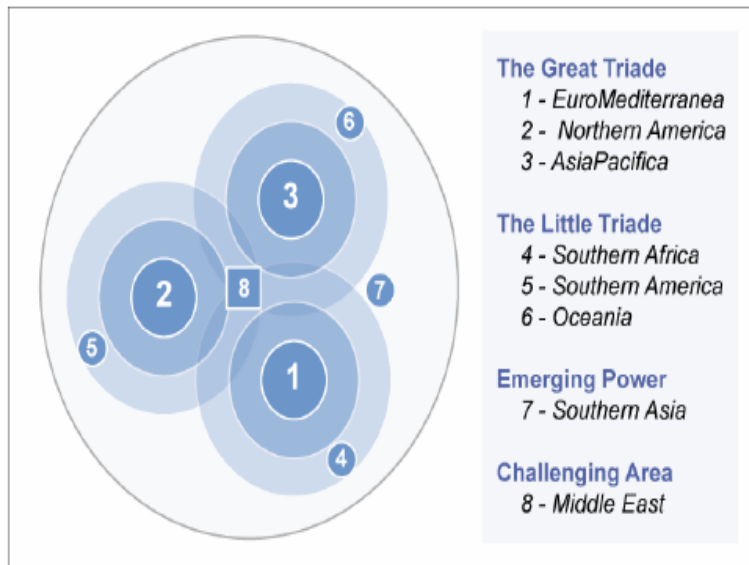 6
3
2
8
7
5
1
4
The Great Triade
1 - EuroMediterranea
2 - Northern America
3 - AsiaPacifica
The Little Triade
4 - Southern Africa
5 - Southern America
6 - Oceania
Emerging Power
7 - Southern Asia
Challenging Area
8 - Middle East